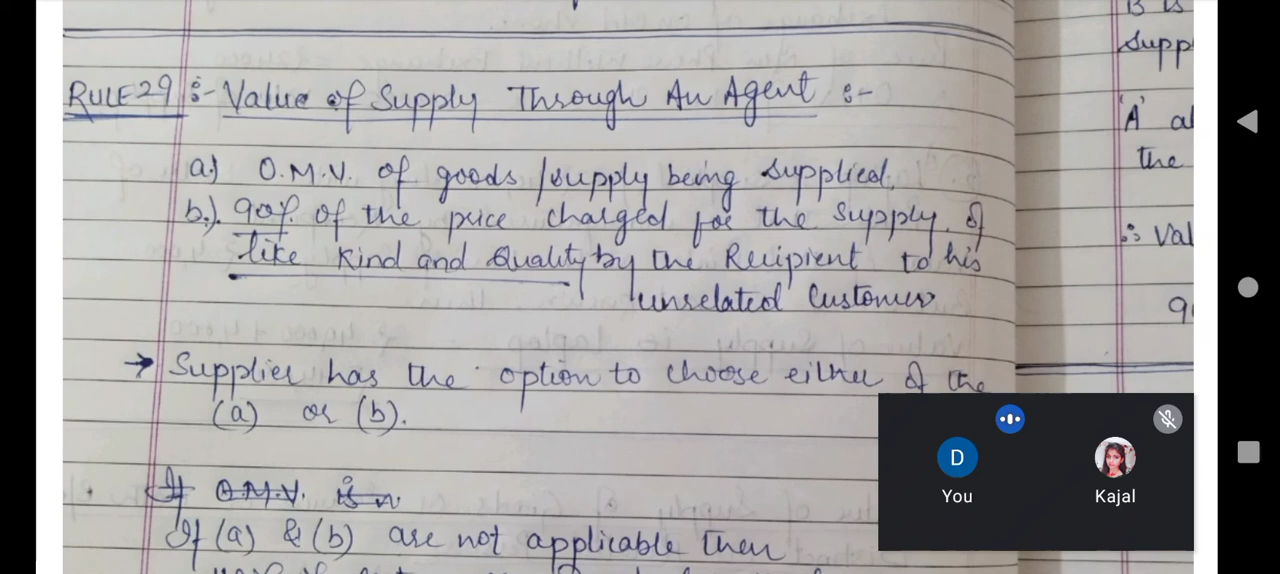 RULE 29 :- Value of Supply Through An Agent :-
a.) O.M.V. of goods /supply being supplied.
b.). 90% of the price charged for the supply. of
like kind and Quality by the Recipient to his
unrelated Customer
→ Supplier has the option to choose either of the
(a) or (b).
If O.M.V. is n
If (a) & (b) are not applicable then
B is
Supp
'A' al
the
∴ Val
9
D
You
Kajal